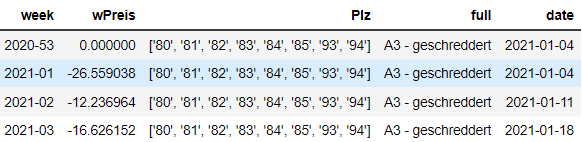 week wPreis Plz full date
2020-53 0.000000 ['80', '81', '82', '83', '84', '85', '93', '94'] A3 - geschreddert 2021-01-04
2021-01 -26.559038 ['80', '81', '82', '83', '84', '85', '93', '94'] A3 - geschreddert 2021-01-04
2021-02 -12.236964 ['80', '81', '82', '83', '84', '85', '93', '94'] A3 - geschreddert 2021-01-11
2021-03 -16.626152 ['80', '81', '82', '83', '84', '85', '93', '94'] A3 - geschreddert 2021-01-18